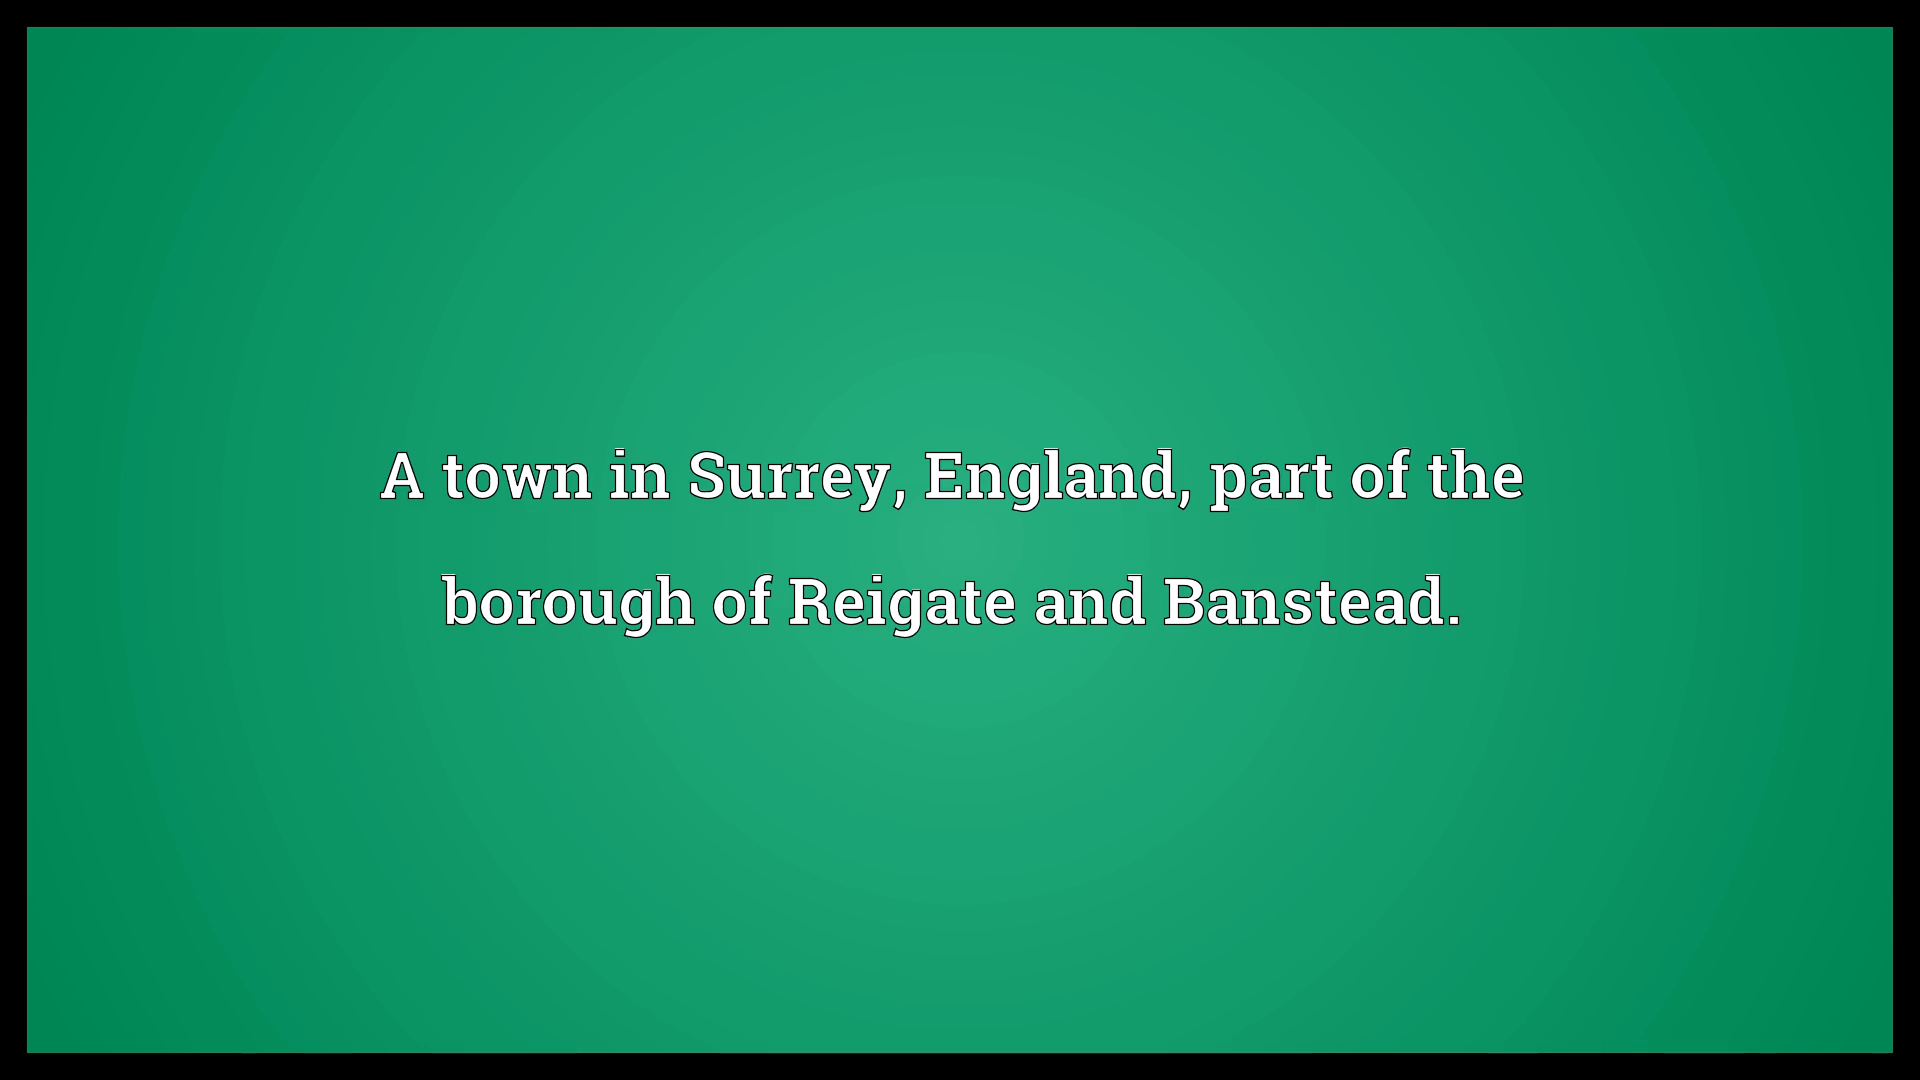 A town in Surrey, England, part of the
borough of Reigate and Banstead.